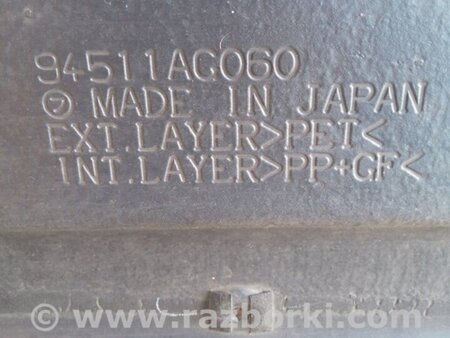 94511AG060
MADE IN JAPAN
EXT.LAYER>PET<
INT.LAYER>PP+GF<
© www.razborki.com